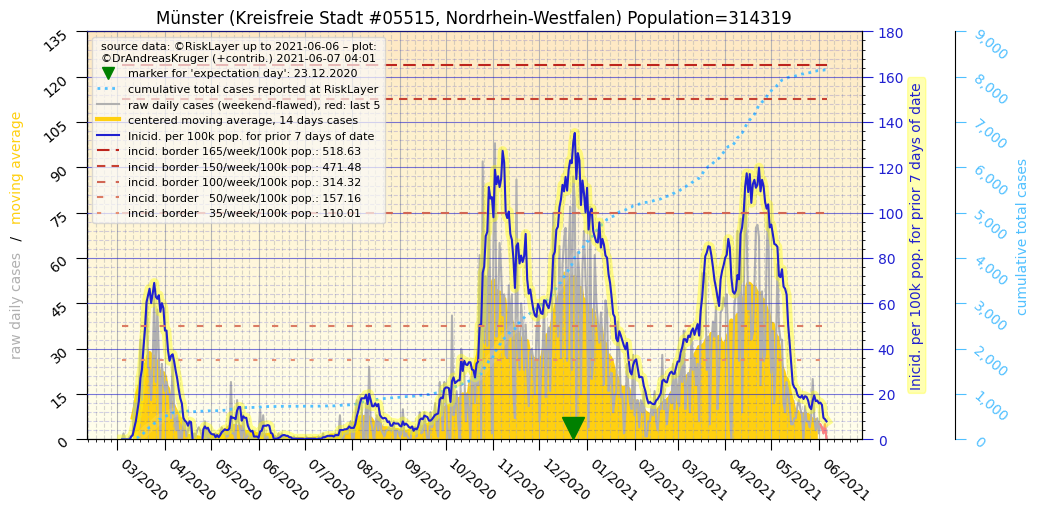 Münster (Kreisfreie Stadt #05515, Nordrhein-Westfalen) Population=314319
source data: ©RiskLayer up to 2021-06-06 – plot:
©DrAndreasKruger (+contrib.) 2021-06-07 04:01
marker for 'expectation day': 23.12.2020
cumulative total cases reported at RiskLayer
raw daily cases (weekend-flawed), red: last 5
centered moving average, 14 days cases
Inicid. per 100k pop. for prior 7 days of date
incid. border 165/week/100k pop.: 518.63
incid. border 150/week/100k pop.: 471.48
incid. border 100/week/100k pop.: 314.32
incid. border 50/week/100k pop.: 157.16
incid. border 35/week/100k pop.: 110.01
raw daily cases / moving average
135
120
105
90
75
60
45
30
15
0
03/2020
04/2020
05/2020
06/2020
07/2020
08/2020
09/2020
10/2020
11/2020
12/2020
01/2021
02/2021
03/2021
04/2021
05/2021
06/2021
180
160
140
120
100
80
60
40
20
0
Inicid. per 100k pop. for prior 7 days of date
9,000
8,000
7,000
6,000
5,000
4,000
3,000
2,000
1,000
0
cumulative total cases